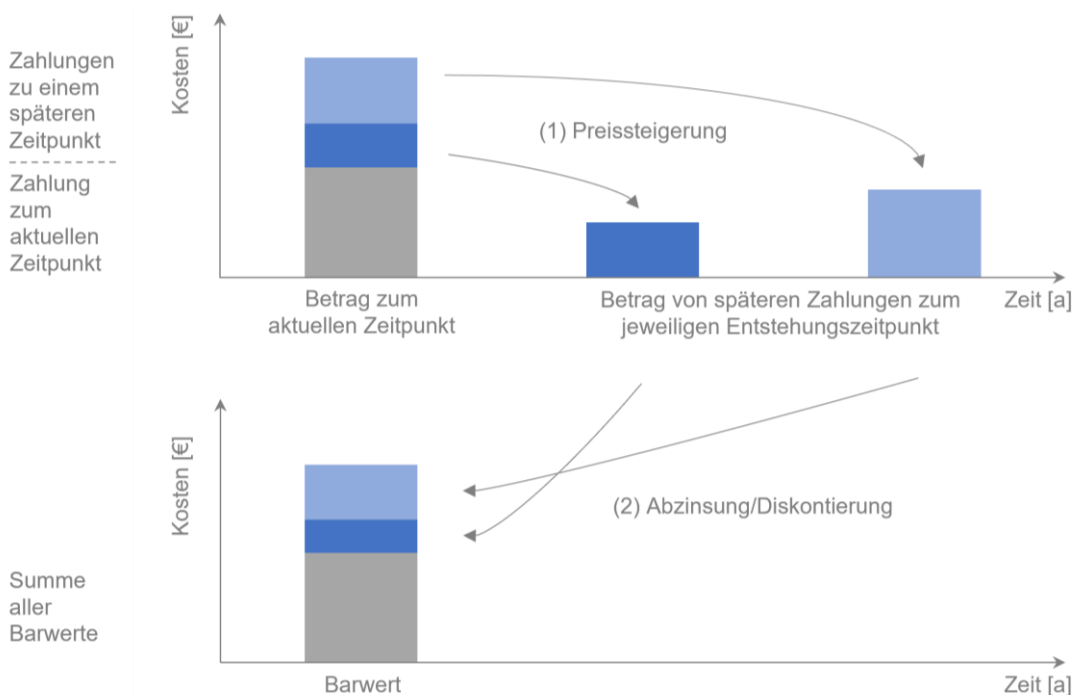 Kosten [€]
Zahlungen
zu einem
späteren
Zeitpunkt
Zahlung
zum
aktuellen
Zeitpunkt
(1) Preissteigerung
Betrag zum
aktuellen Zeitpunkt
Betrag von späteren Zahlungen zum
jeweiligen Entstehungszeitpunkt
Zeit [a]
Kosten [€]
(2) Abzinsung/Diskontierung
Summe
aller
Barwerte
Barwert
Zeit [a]